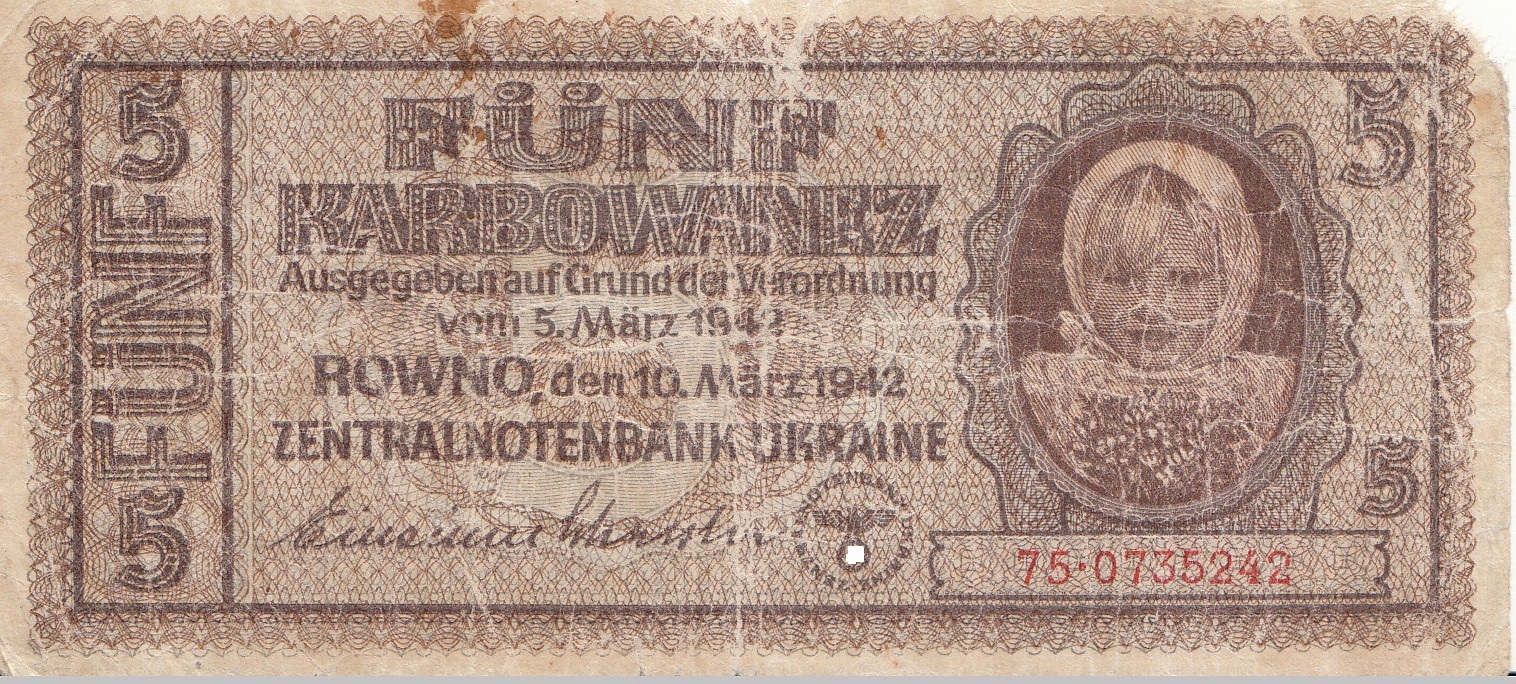 5
FÜNF
5
FÜNF
KARBOWANEZ
Ausgegeben auf Grund der Verordnung
vom 5. März 1942
ROWNO, den 10. März 1942
ZENTRALNOTENBANK UKRAINE
5
5
75·0735242